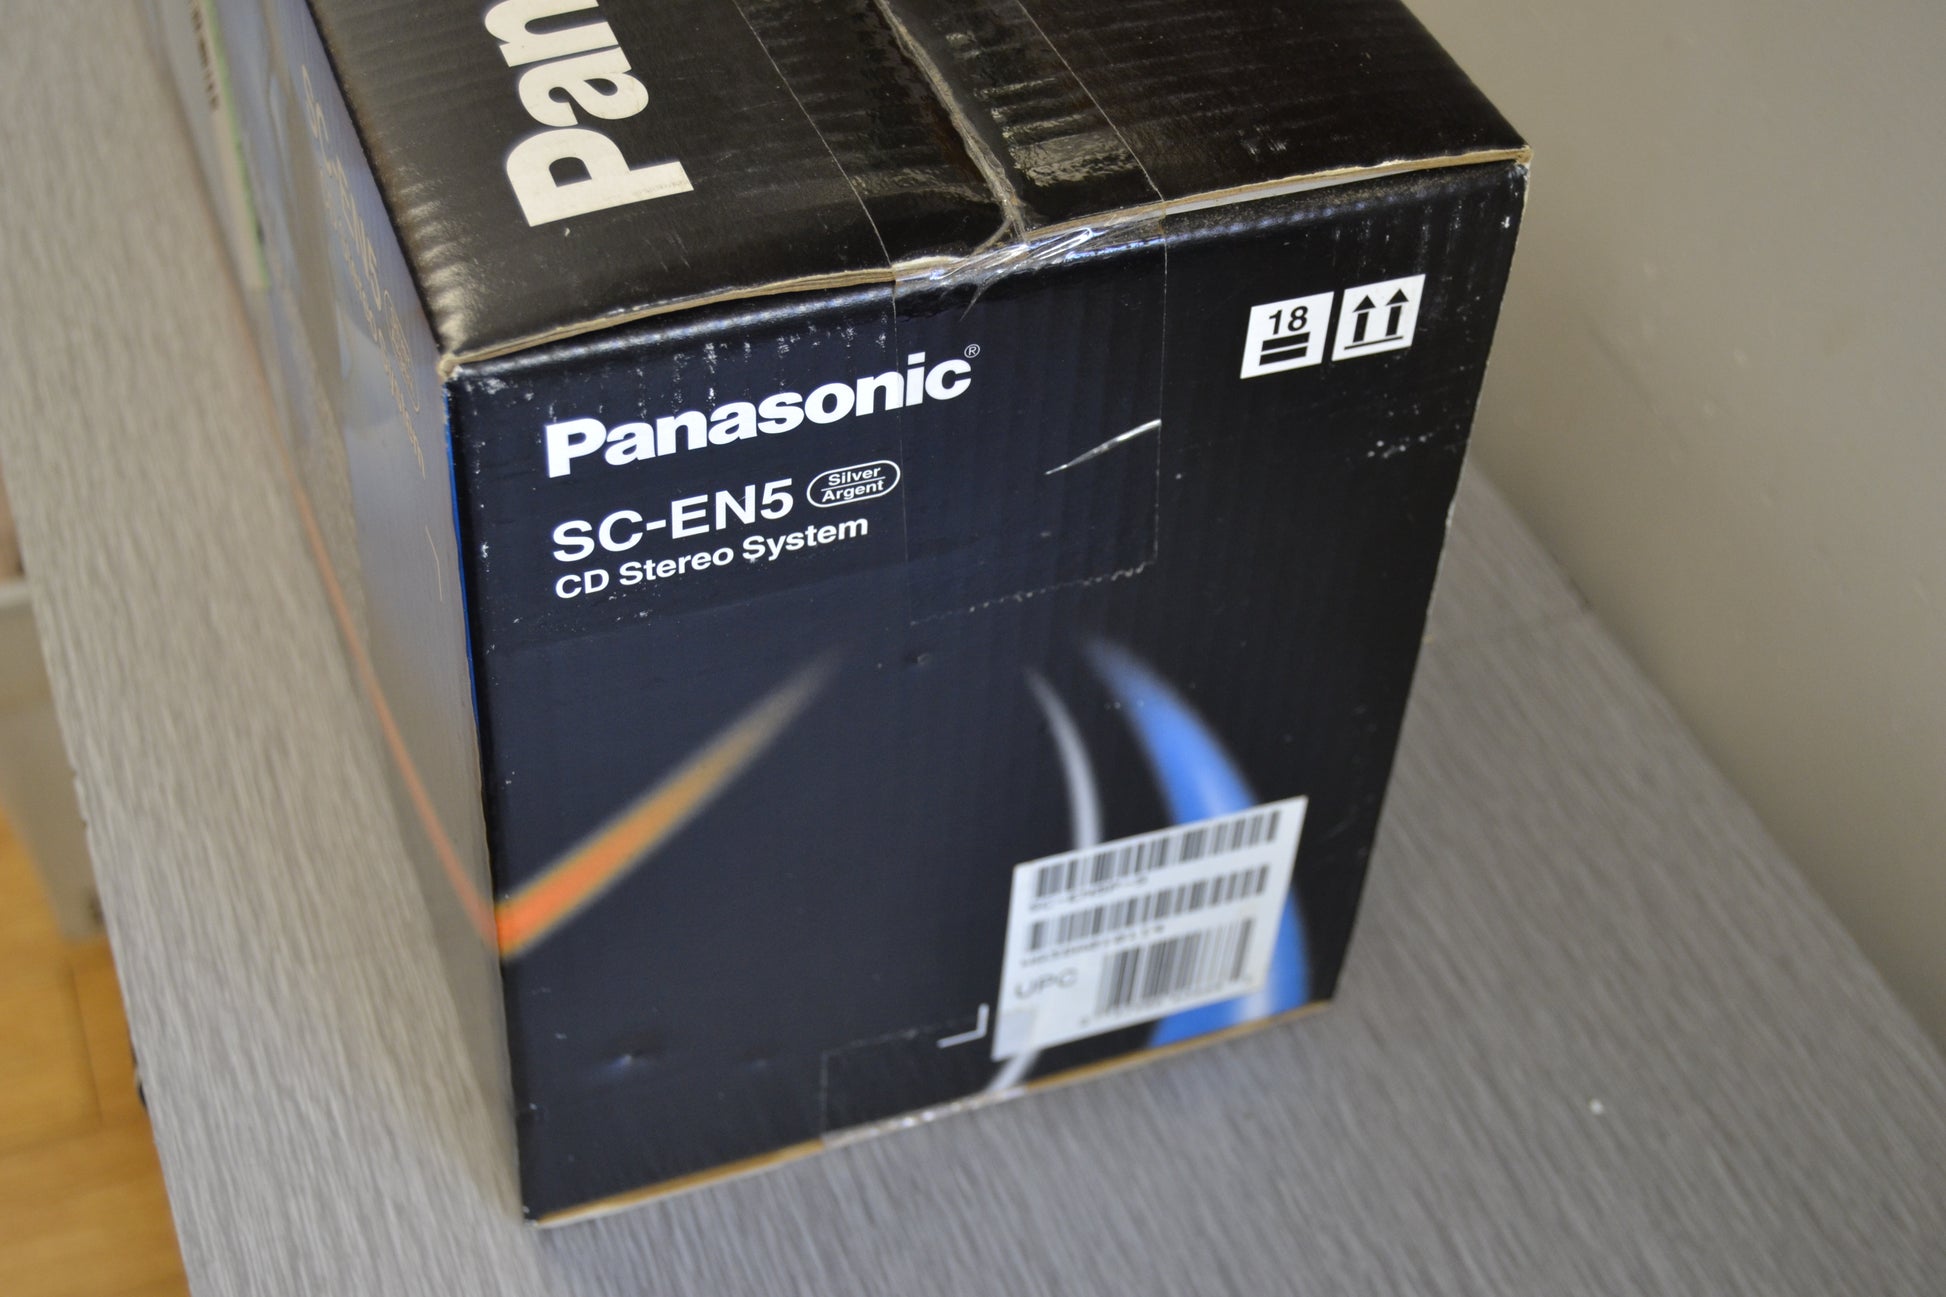 Pan
Panasonic®
SC-EN5 Silver
Argent
CD Stereo System
18
UPC